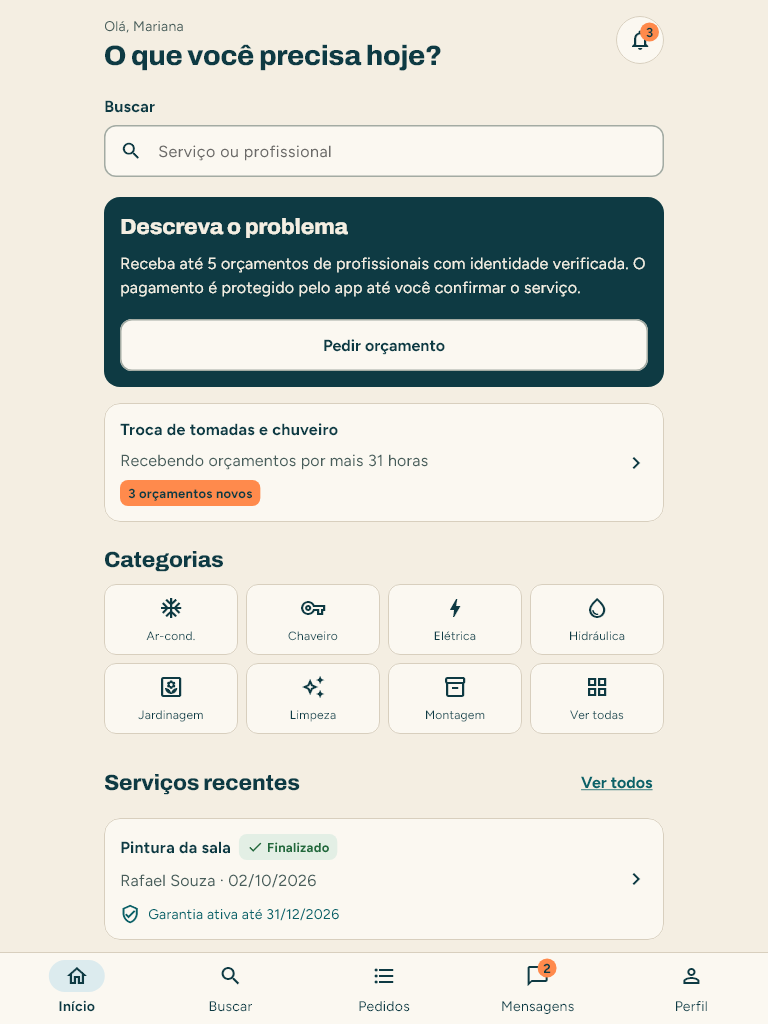 Olá, Mariana
O que você precisa hoje?
3
Buscar
Serviço ou profissional
Descreva o problema
Receba até 5 orçamentos de profissionais com identidade verificada. O
pagamento é protegido pelo app até você confirmar o serviço.
Pedir orçamento
Troca de tomadas e chuveiro
Recebendo orçamentos por mais 31 horas
3 orçamentos novos
Categorias
Ar-cond.
Chaveiro
Elétrica
Hidráulica
Jardinagem
Limpeza
Montagem
Ver todas
Serviços recentes
Ver todos
Pintura da sala
Finalizado
Rafael Souza · 02/10/2026
Garantia ativa até 31/12/2026
Início
Buscar
Pedidos
2
Mensagens
Perfil